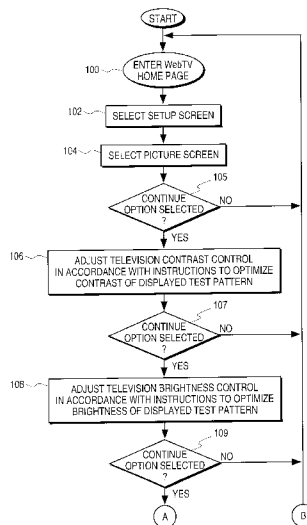 START
100
ENTER WebTV
HOME PAGE
102
SELECT SETUP SCREEN
104
SELECT PICTURE SCREEN
105
CONTINUE
OPTION SELECTED
?
NO
YES
106
ADJUST TELEVISION CONTRAST CONTROL
IN ACCORDANCE WITH INSTRUCTIONS TO OPTIMIZE
CONTRAST OF DISPLAYED TEST PATTERN
107
CONTINUE
OPTION SELECTED
?
NO
YES
108
ADJUST TELEVISION BRIGHTNESS CONTROL
IN ACCORDANCE WITH INSTRUCTIONS TO OPTIMIZE
BRIGHTNESS OF DISPLAYED TEST PATTERN
109
CONTINUE
OPTION SELECTED
?
NO
YES
A
B